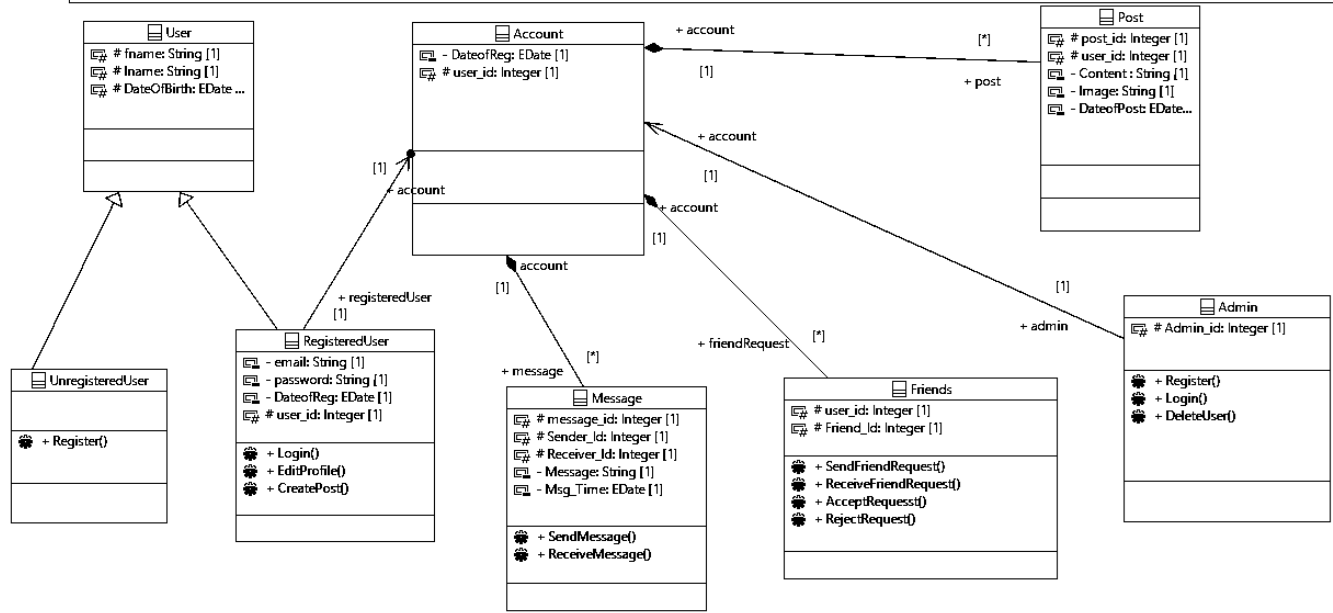 User
# fname: String [1]
# lname: String [1]
# DateOfBirth: EDate ...
Account
- DateofReg: EDate [1]
# user_id: Integer [1]
+ account
[*]
[1]
+ post
Post
# post_id: Integer [1]
# user_id: Integer [1]
- Content : String [1]
- Image: String [1]
- DateofPost: EDate...
+ account
[1]
[1]
+ account
+ account
[1]
account
[1]
+ registeredUser
[1]
[1]
+ admin
+ friendRequest
[*]
[*]
+ message
UnregisteredUser
+ Register()
RegisteredUser
- email: String [1]
- password: String [1]
- DateofReg: EDate [1]
# user_id: Integer [1]
+ Login()
+ EditProfile()
+ CreatePost()
Message
# message_id: Integer [1]
# Sender_Id: Integer [1]
# Receiver_Id: Integer [1]
- Message: String [1]
- Msg_Time: EDate [1]
+ SendMessage()
+ ReceiveMessage()
Friends
# user_id: Integer [1]
# Friend_Id: Integer [1]
+ SendFriendRequest()
+ ReceiveFriendRequest()
+ AcceptRequesst()
+ RejectRequest()
Admin
# Admin_id: Integer [1]
+ Register()
+ Login()
+ DeleteUser()